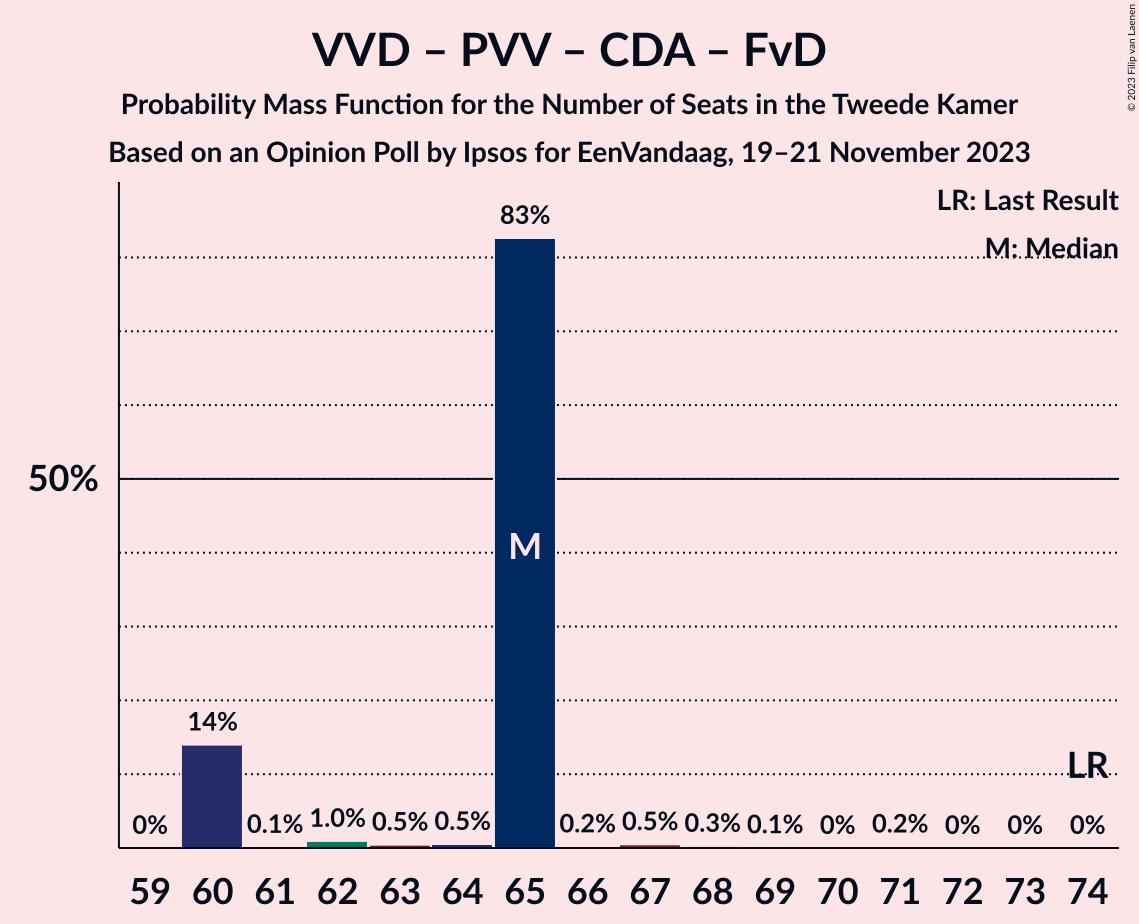 VVD – PVV – CDA – FvD
Probability Mass Function for the Number of Seats in the Tweede Kamer
Based on an Opinion Poll by Ipsos for EenVandaag, 19–21 November 2023
© 2023 Filip van Laenen
LR: Last Result
M: Median
83%
50%
M
14%
LR
0% 0.1% 1.0% 0.5% 0.5% 0.2% 0.5% 0.3% 0.1% 0% 0.2% 0% 0% 0%
59 60 61 62 63 64 65 66 67 68 69 70 71 72 73 74